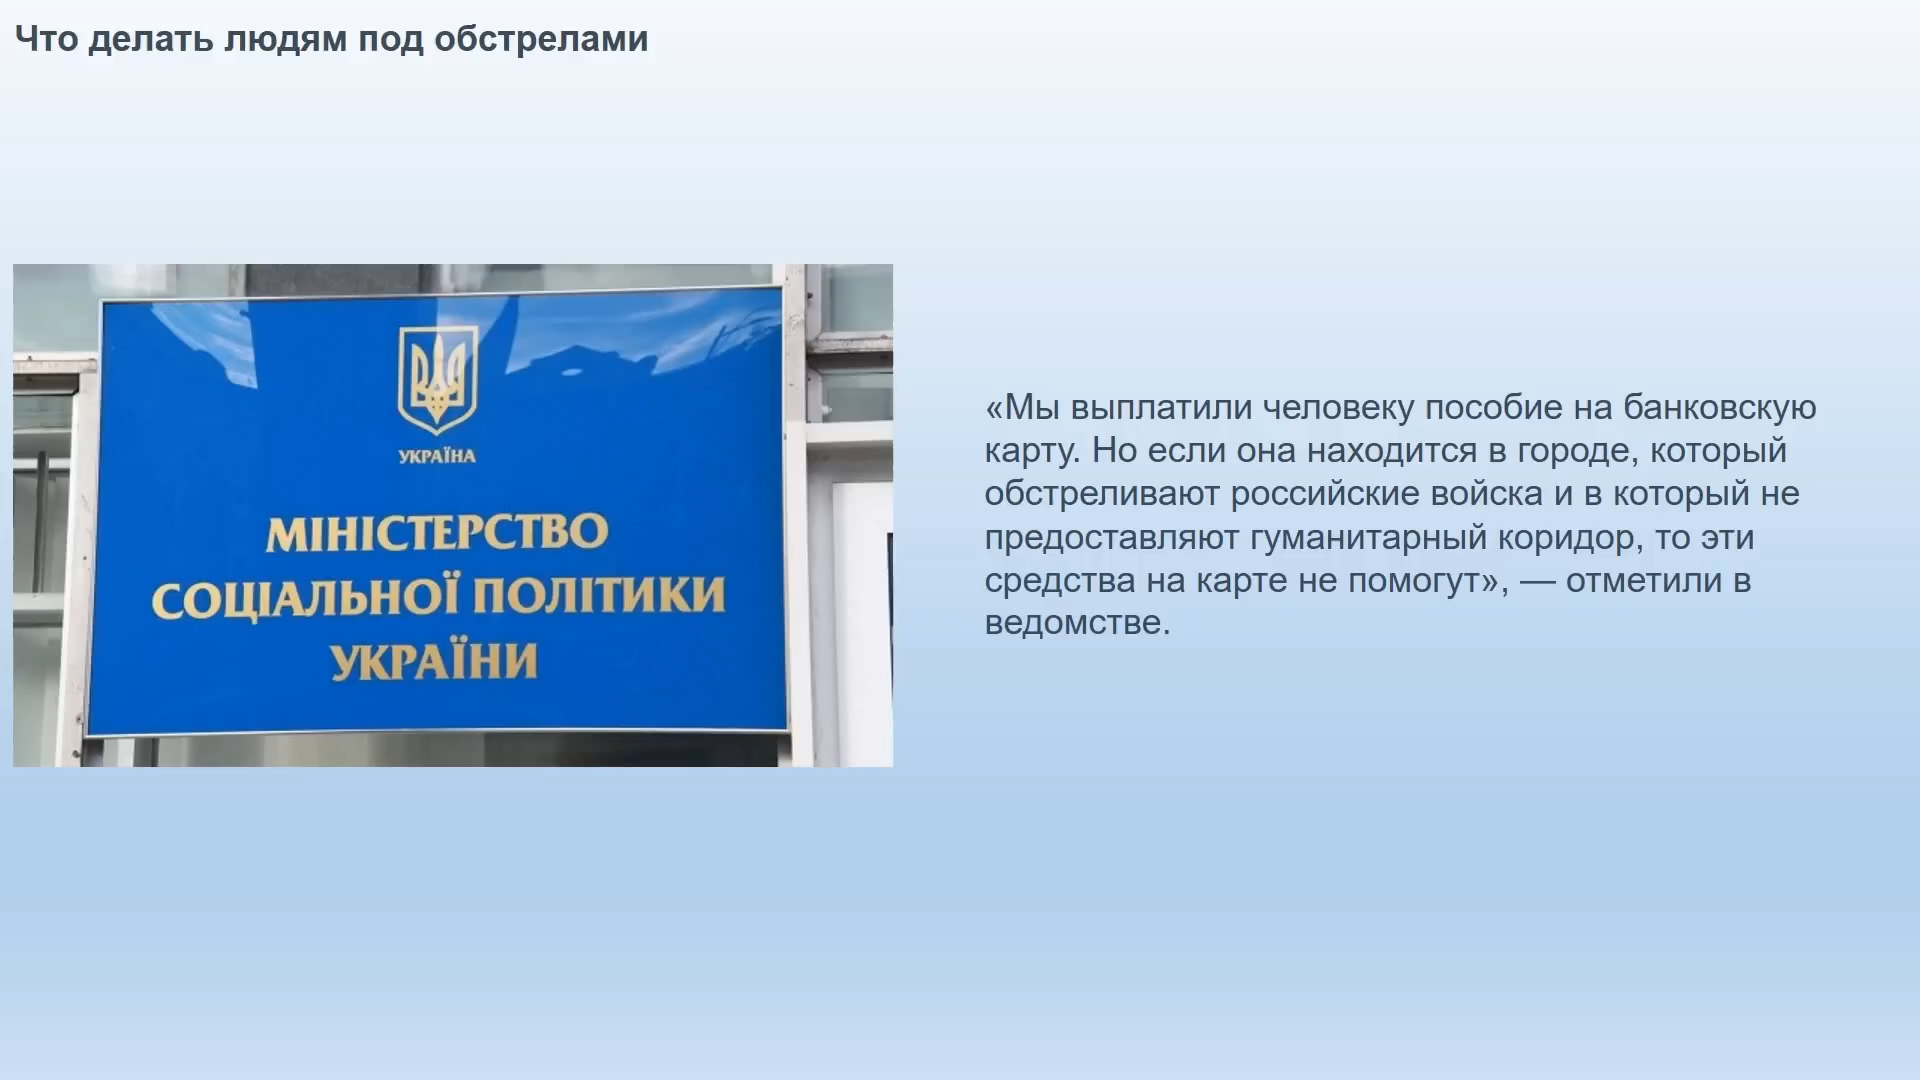 Что делать людям под обстрелами
УКРАЇНА
МІНІСТЕРСТВО
СОЦІАЛЬНОЇ ПОЛІТИКИ
УКРАЇНИ
«Мы выплатили человеку пособие на банковскую
карту. Но если она находится в городе, который
обстреливают российские войска и в который не
предоставляют гуманитарный коридор, то эти
средства на карте не помогут», — отметили в
ведомстве.